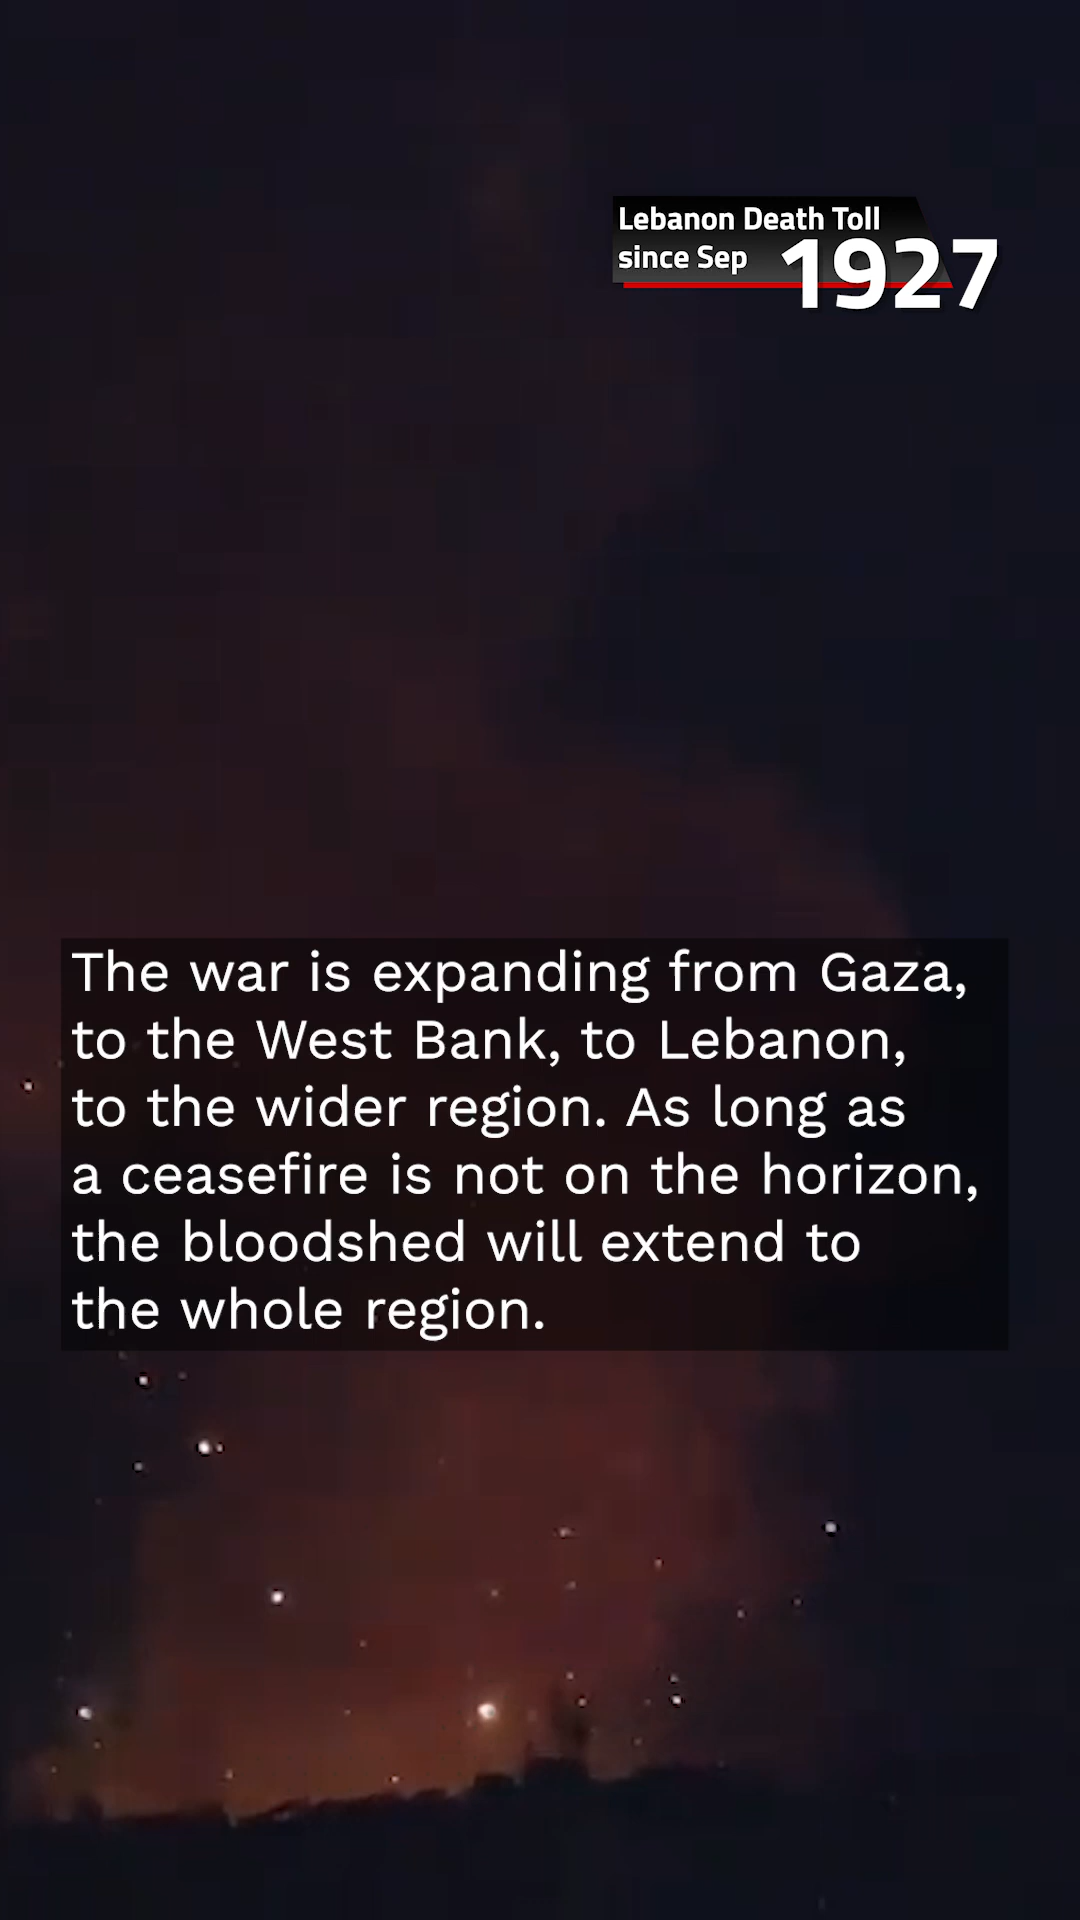 Lebanon Death Toll
since Sep 1927
The war is expanding from Gaza,
to the West Bank, to Lebanon,
to the wider region. As long as
a ceasefire is not on the horizon,
the bloodshed will extend to
the whole region.